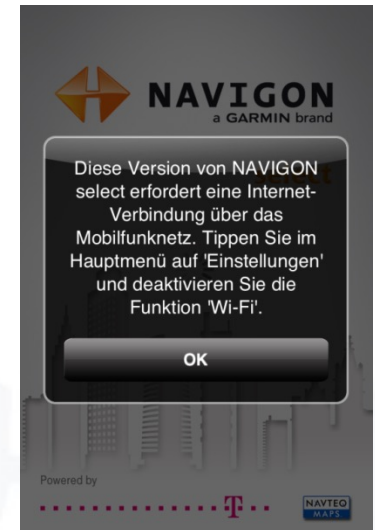 NAVIGON
a GARMIN brand
select
Diese Version von NAVIGON
select erfordert eine Internet-
Verbindung über das
Mobilfunknetz. Tippen Sie im
Hauptmenü auf 'Einstellungen'
und deaktivieren Sie die
Funktion 'Wi-Fi'.
OK
Powered by
T
NAVTEQ
MAPS